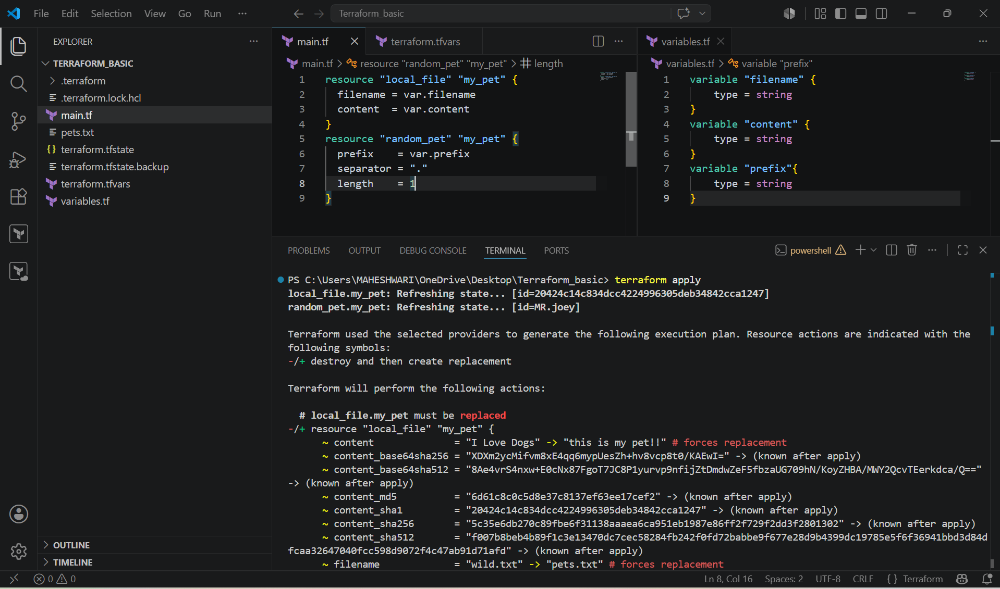 File Edit Selection View Go Run ... Terraform_basic
EXPLORER
TERRAFORM_BASIC
.terraform
.terraform.lock.hcl
main.tf
pets.txt
{} terraform.tfstate
terraform.tfstate.backup
terraform.tfvars
variables.tf
OUTLINE
TIMELINE
main.tf terraform.tfvars
main.tf > resource "random_pet" "my_pet" > # length
1 resource "local_file" "my_pet" {
2 filename = var.filename
3 content = var.content
4 }
5 resource "random_pet" "my_pet" {
6 prefix = var.prefix
7 separator = "."
8 length = 1
9 }
variables.tf
variables.tf > variable "prefix"
1 variable "filename" {
2 type = string
3 }
4 variable "content" {
5 type = string
6 }
7 variable "prefix"{
8 type = string
9 }
PROBLEMS OUTPUT DEBUG CONSOLE TERMINAL PORTS powershell
PS C:\Users\MAHESHWARI\OneDrive\Desktop\Terraform_basic> terraform apply
local_file.my_pet: Refreshing state... [id=20424c14c834dcc4224996305deb34842cca1247]
random_pet.my_pet: Refreshing state... [id=MR.joey]
Terraform used the selected providers to generate the following execution plan. Resource actions are indicated with the
following symbols:
-/+ destroy and then create replacement
Terraform will perform the following actions:
# local_file.my_pet must be replaced
-/+ resource "local_file" "my_pet" {
~ content = "I Love Dogs" -> "this is my pet!!" # forces replacement
~ content_base64sha256 = "XDXm2ycMifvm8xE4qq6mypUesZh+hv8vcp8t0/KAEwI=" -> (known after apply)
~ content_base64sha512 = "8Ae4vrS4nxw+E0cNx87FgoT7JC8P1yurvp9nfijZtDmdwZeF5fbzaUG709hN/KoyZHBA/MWY2QcvTEerkdca/Q=="
-> (known after apply)
~ content_md5 = "6d61c8c0c5d8e37c8137ef63ee17cef2" -> (known after apply)
~ content_sha1 = "20424c14c834dcc4224996305deb34842cca1247" -> (known after apply)
~ content_sha256 = "5c35e6db270c89fbe6f31138aaaea6ca951eb1987e86ff2f729f2dd3f2801302" -> (known after apply)
~ content_sha512 = "f007b8beb4b89f1c3e13470dc7cec58284fb242f0fd72babbe9f677e28d9b4399dc19785e5f6f36941bbd3d84d
fcaa32647040fcc598d9072f4c47ab91d71afd" -> (known after apply)
~ filename = "wild.txt" -> "pets.txt" # forces replacement
0 0 Ln 8, Col 16 Spaces: 2 UTF-8 CRLF {} Terraform